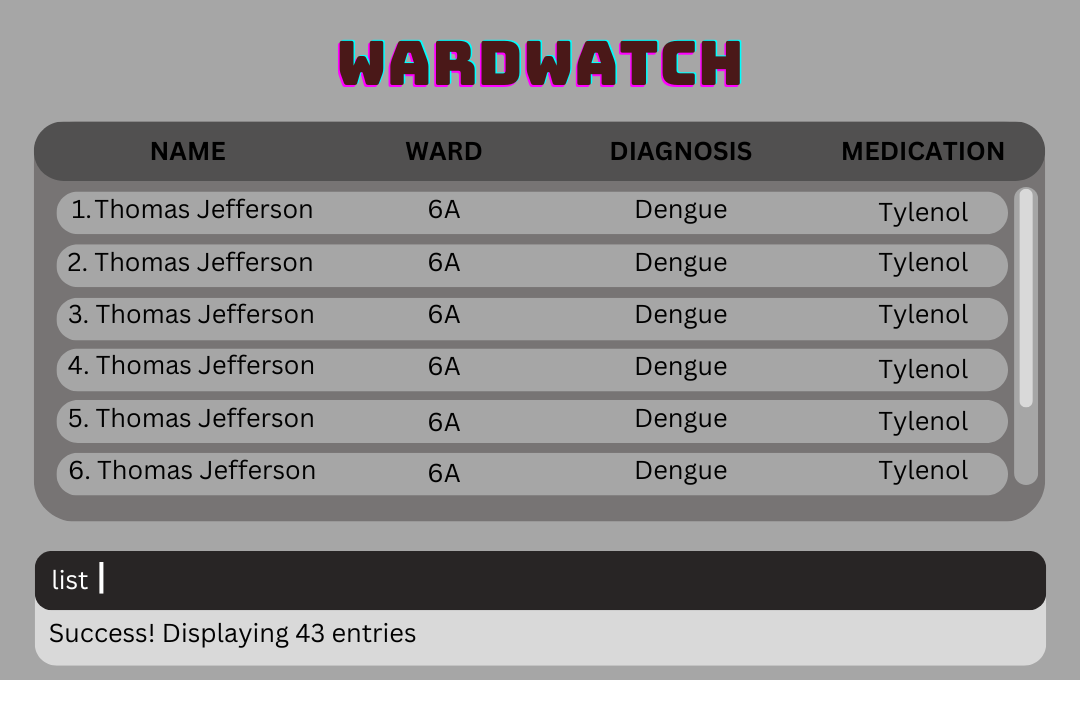 WARDWATCH
NAME WARD DIAGNOSIS MEDICATION
1. Thomas Jefferson 6A Dengue Tylenol
2. Thomas Jefferson 6A Dengue Tylenol
3. Thomas Jefferson 6A Dengue Tylenol
4. Thomas Jefferson 6A Dengue Tylenol
5. Thomas Jefferson 6A Dengue Tylenol
6. Thomas Jefferson 6A Dengue Tylenol
list
Success! Displaying 43 entries